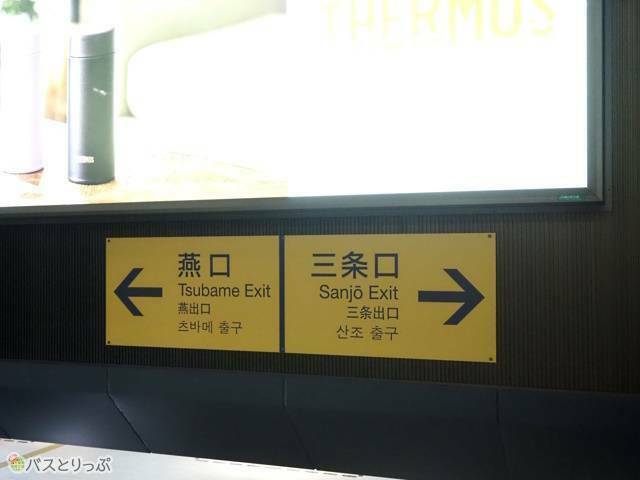 THERMOS
THERMOS
燕口
Tsubame Exit
燕出口
츠바메 출구
三条口
Sanjō Exit
三条出口
산조 출구
バスとりっぷ